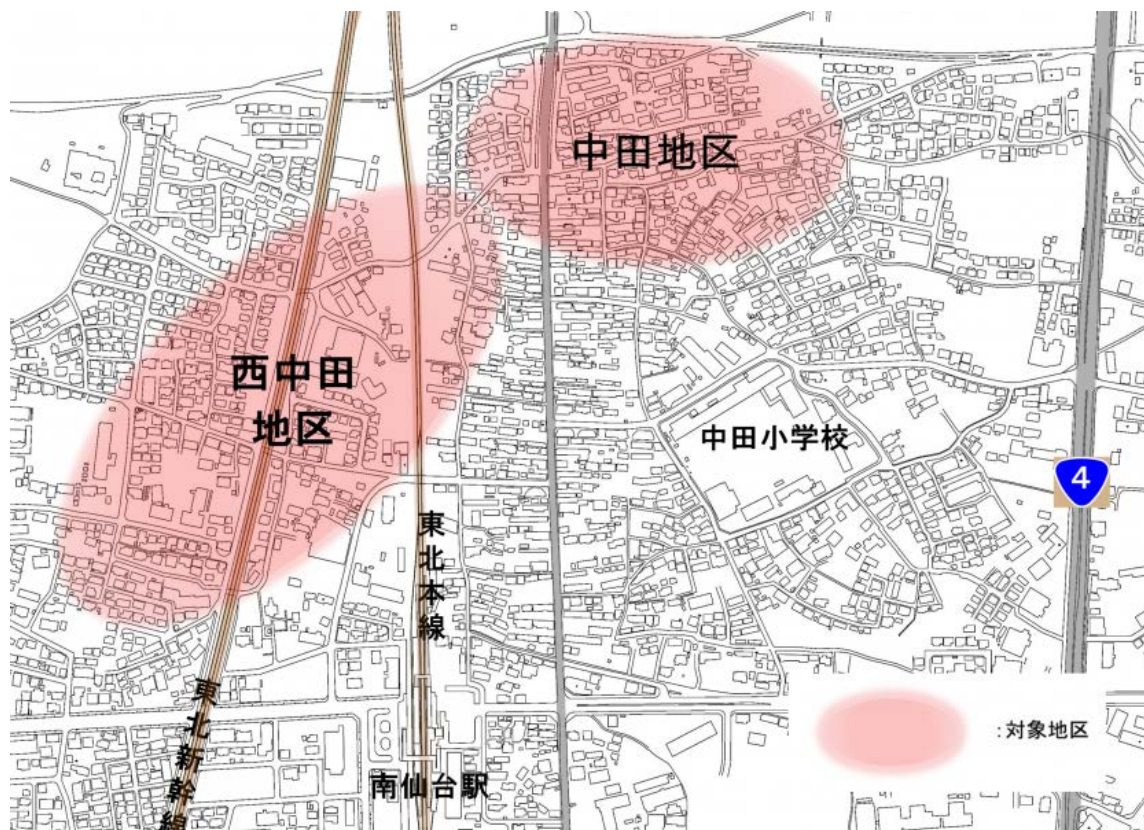 中田地区
西中田
地区
中田小学校
4
東北本線
東北新幹線
南仙台駅
:対象地区